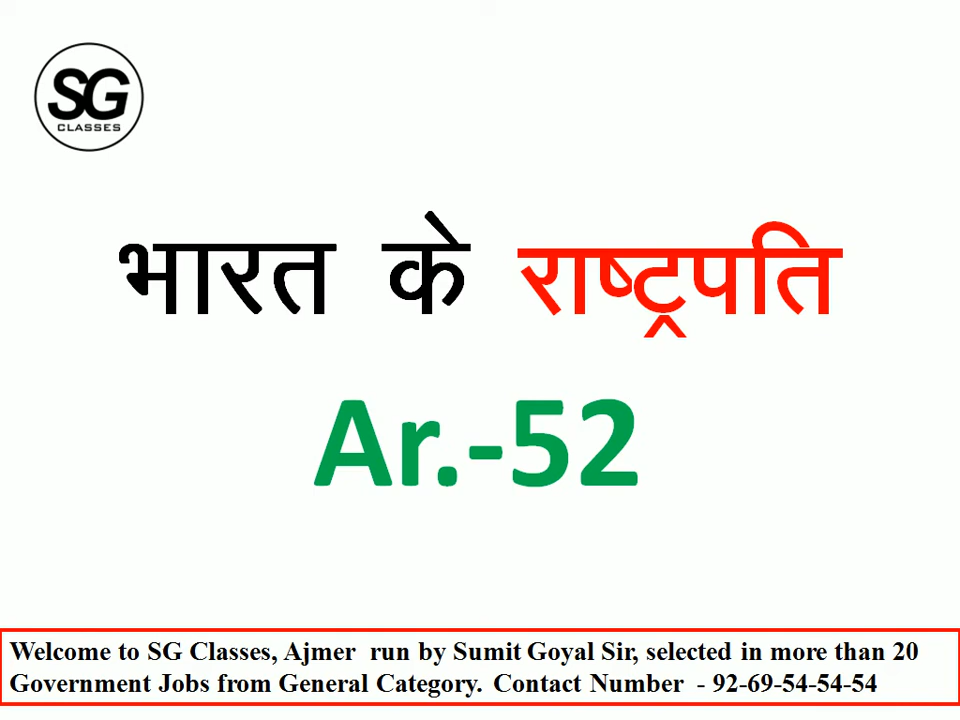 SG
CLASSES
भारत के राष्ट्रपति
Ar.-52
Welcome to SG Classes, Ajmer run by Sumit Goyal Sir, selected in more than 20
Government Jobs from General Category. Contact Number - 92-69-54-54-54